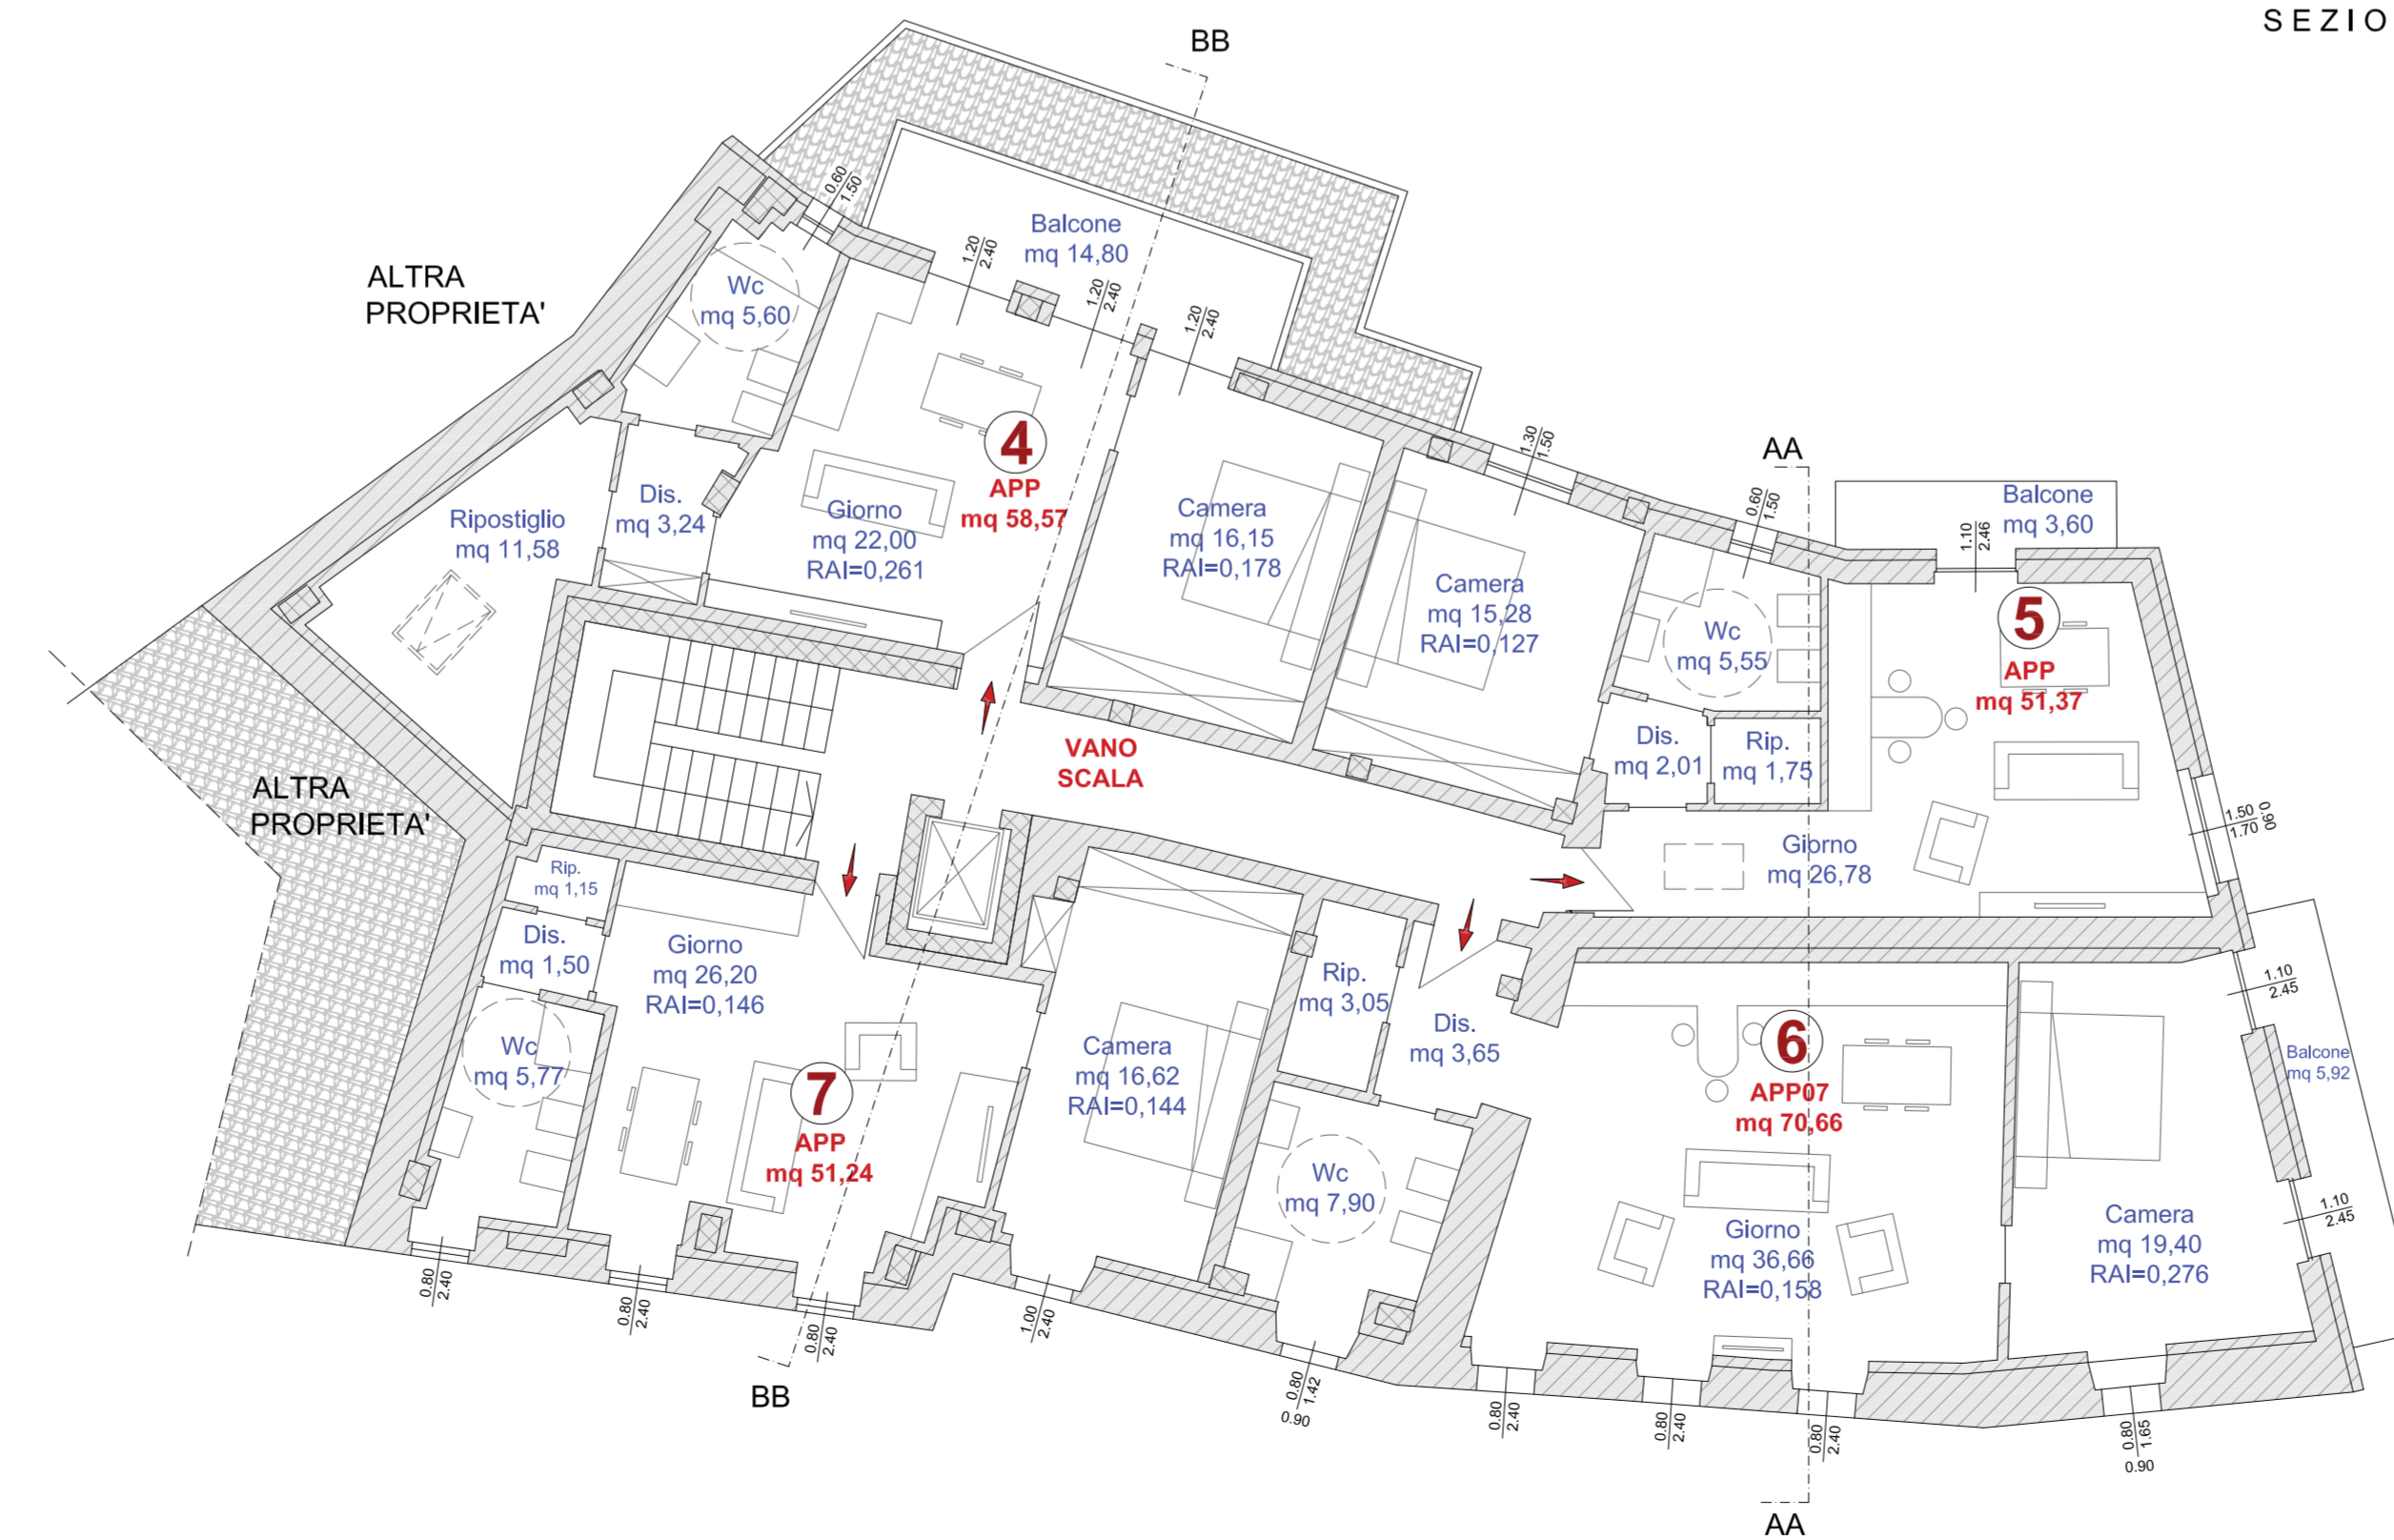 SEZIO
BB
0.60
1.50
Balcone
mq 14,80
1.20
2.40
1.20
2.40
1.20
2.40
ALTRA
PROPRIETA'
Wc
mq 5,60
4
APP
mq 58,57
Ripostiglio
mq 11,58
Dis.
mq 3,24
Giorno
mq 22,00
RAI=0,261
Camera
mq 16,15
RAI=0,178
1.30
1.50
Camera
mq 15,28
RAI=0,127
AA
0.60
1.50
Wc
mq 5,55
1.10
2.46
Balcone
mq 3,60
5
APP
mq 51,37
Dis.
mq 2,01
Rip.
mq 1,75
VANO
SCALA
ALTRA
PROPRIETA'
Giorno
mq 26,78
1.50
1.70
0.90
Rip.
mq 1,15
Dis.
mq 1,50
Giorno
mq 26,20
RAI=0,146
Wc
mq 5,77
7
APP
mq 51,24
Camera
mq 16,62
RAI=0,144
Rip.
mq 3,05
Dis.
mq 3,65
6
APP07
mq 70,66
1.10
2.45
Balcone
mq 5,92
Wc
mq 7,90
Giorno
mq 36,66
RAI=0,158
Camera
mq 19,40
RAI=0,276
1.10
2.45
0.80
2.40
0.80
2.40
0.80
2.40
1.00
2.40
0.80
1.42
0.90
0.80
2.40
0.80
2.40
0.80
2.40
0.80
1.65
0.90
BB
AA